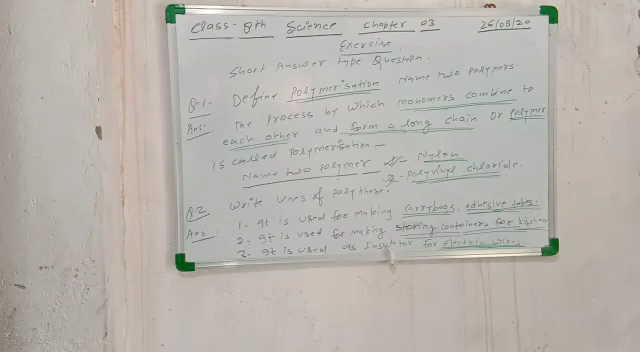 Class - 8th Science Chapter 03 26/08/20
Exercise
Short Answer Type Question.
Q-1. Define Polymerisation Name two polymers.
Ans- The process by which monomers combine to
each other and form a long chain or polymer
is called Polymerisation -
Name two polymer 1- Nylon
2- Polyvinyl chloride.
Q-2 Write uses of polythene.
Ans- 1- It is used for making carrybags, adhesive tapes.
2- It is used for making storing containers for kitchen
3- It is used as Insulator for Electric wires.